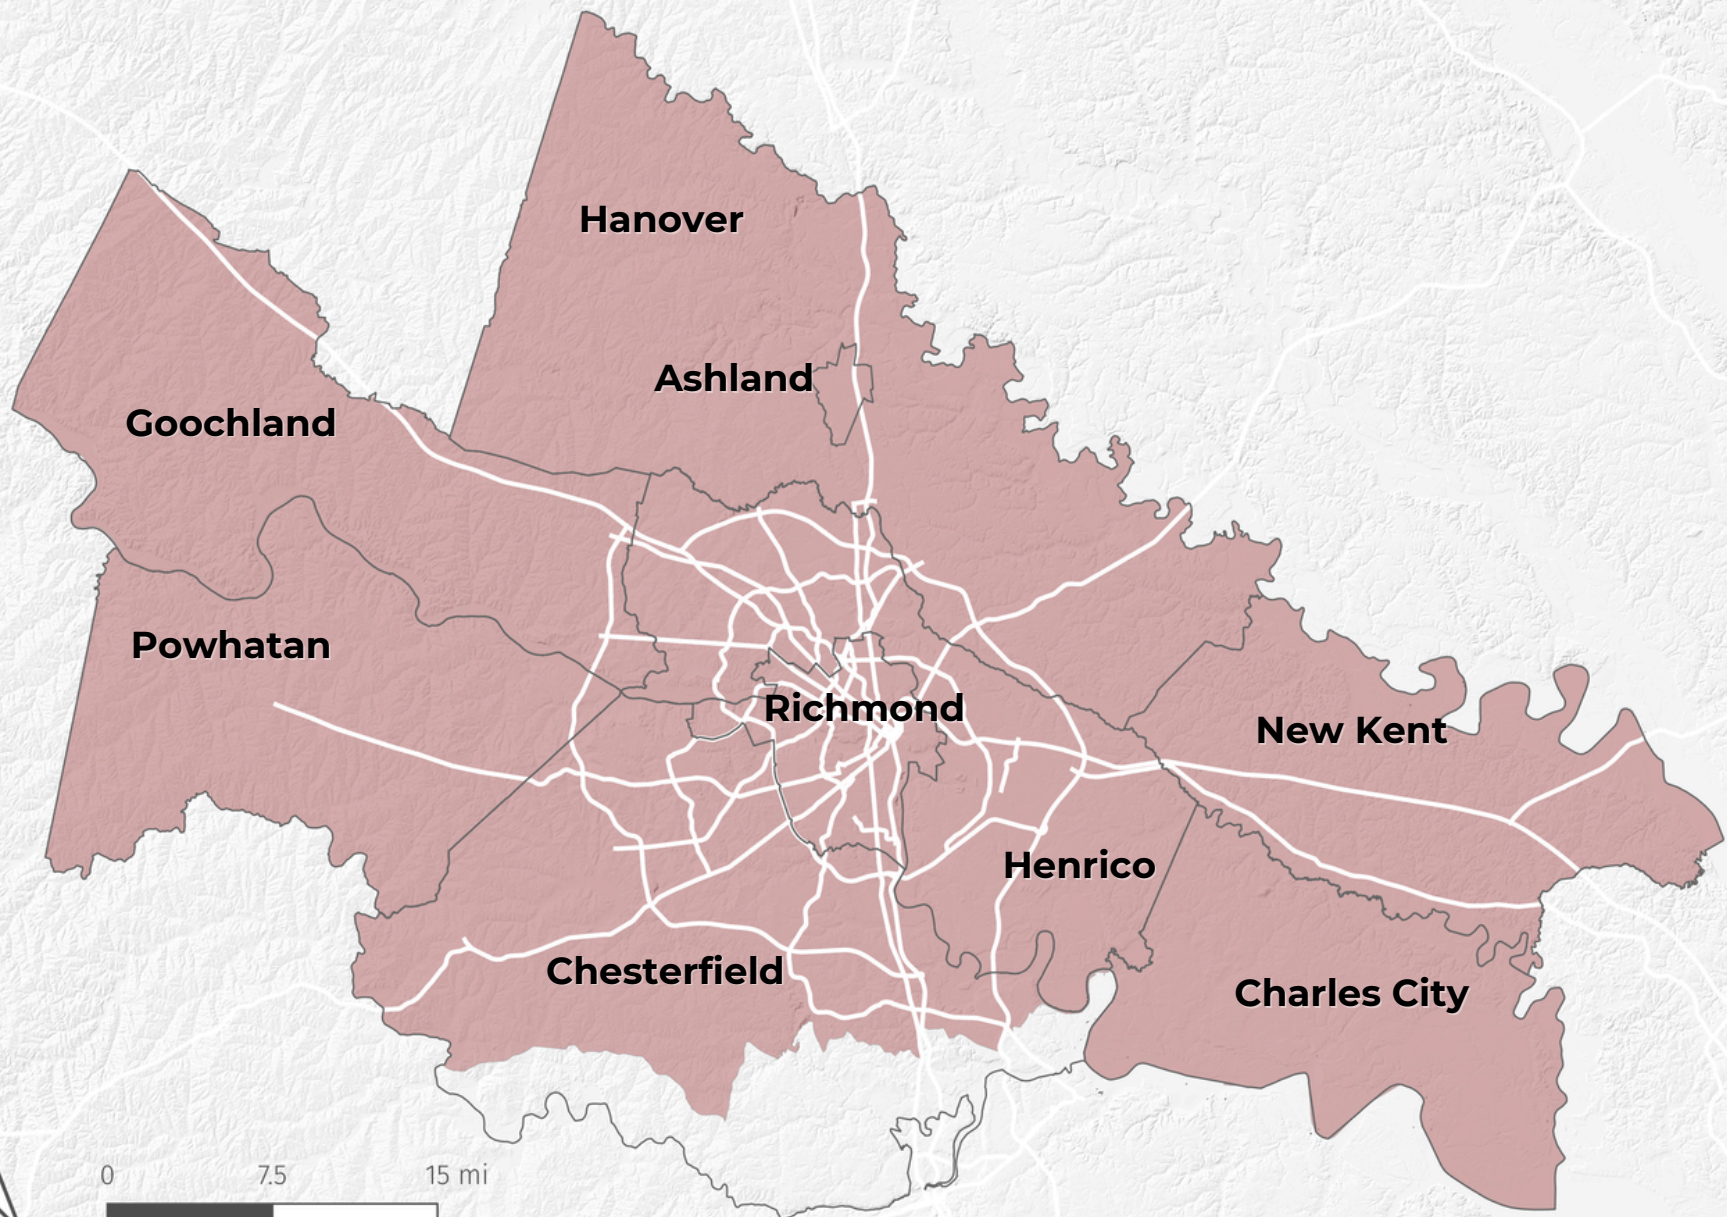 Hanover
Ashland
Goochland
Powhatan
Richmond
New Kent
Henrico
Chesterfield
Charles City
0 7.5 15 mi